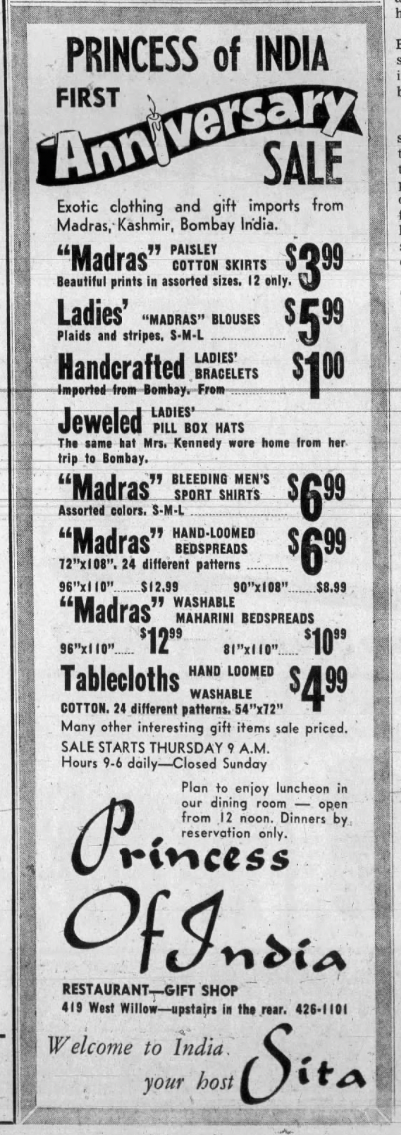 PRINCESS of INDIA
FIRST
Anniversary
SALE
Exotic clothing and gift imports from
Madras, Kashmir, Bombay India.
"Madras" PAISLEY COTTON SKIRTS $3.99
Beautiful prints in assorted sizes. 12 only.
Ladies' "MADRAS" BLOUSES $5.99
Plaids and stripes, S-M-L
Handcrafted LADIES' BRACELETS $1.00
Imported from Bombay. From
Jeweled LADIES' PILL BOX HATS
The same hat Mrs. Kennedy wore home from her
trip to Bombay.
"Madras" BLEEDING MEN'S SPORT SHIRTS $6.99
Assorted colors. S-M-L
"Madras" HAND-LOOMED BEDSPREADS $6.99
72"x108". 24 different patterns
96"x110"......$12.99 90"x108".......$8.99
"Madras" WASHABLE MAHARINI BEDSPREADS
96"x110"..... $12.99 81"x110"..... $10.99
Tablecloths HAND LOOMED WASHABLE $4.99
COTTON. 24 different patterns. 54"x72"
Many other interesting gift items sale priced.
SALE STARTS THURSDAY 9 A.M.
Hours 9-6 daily—Closed Sunday
Plan to enjoy luncheon in
our dining room — open
from 12 noon. Dinners by
reservation only.
Princess
Of India
RESTAURANT—GIFT SHOP
419 West Willow—upstairs in the rear. 426-1101
Welcome to India
your host Sita